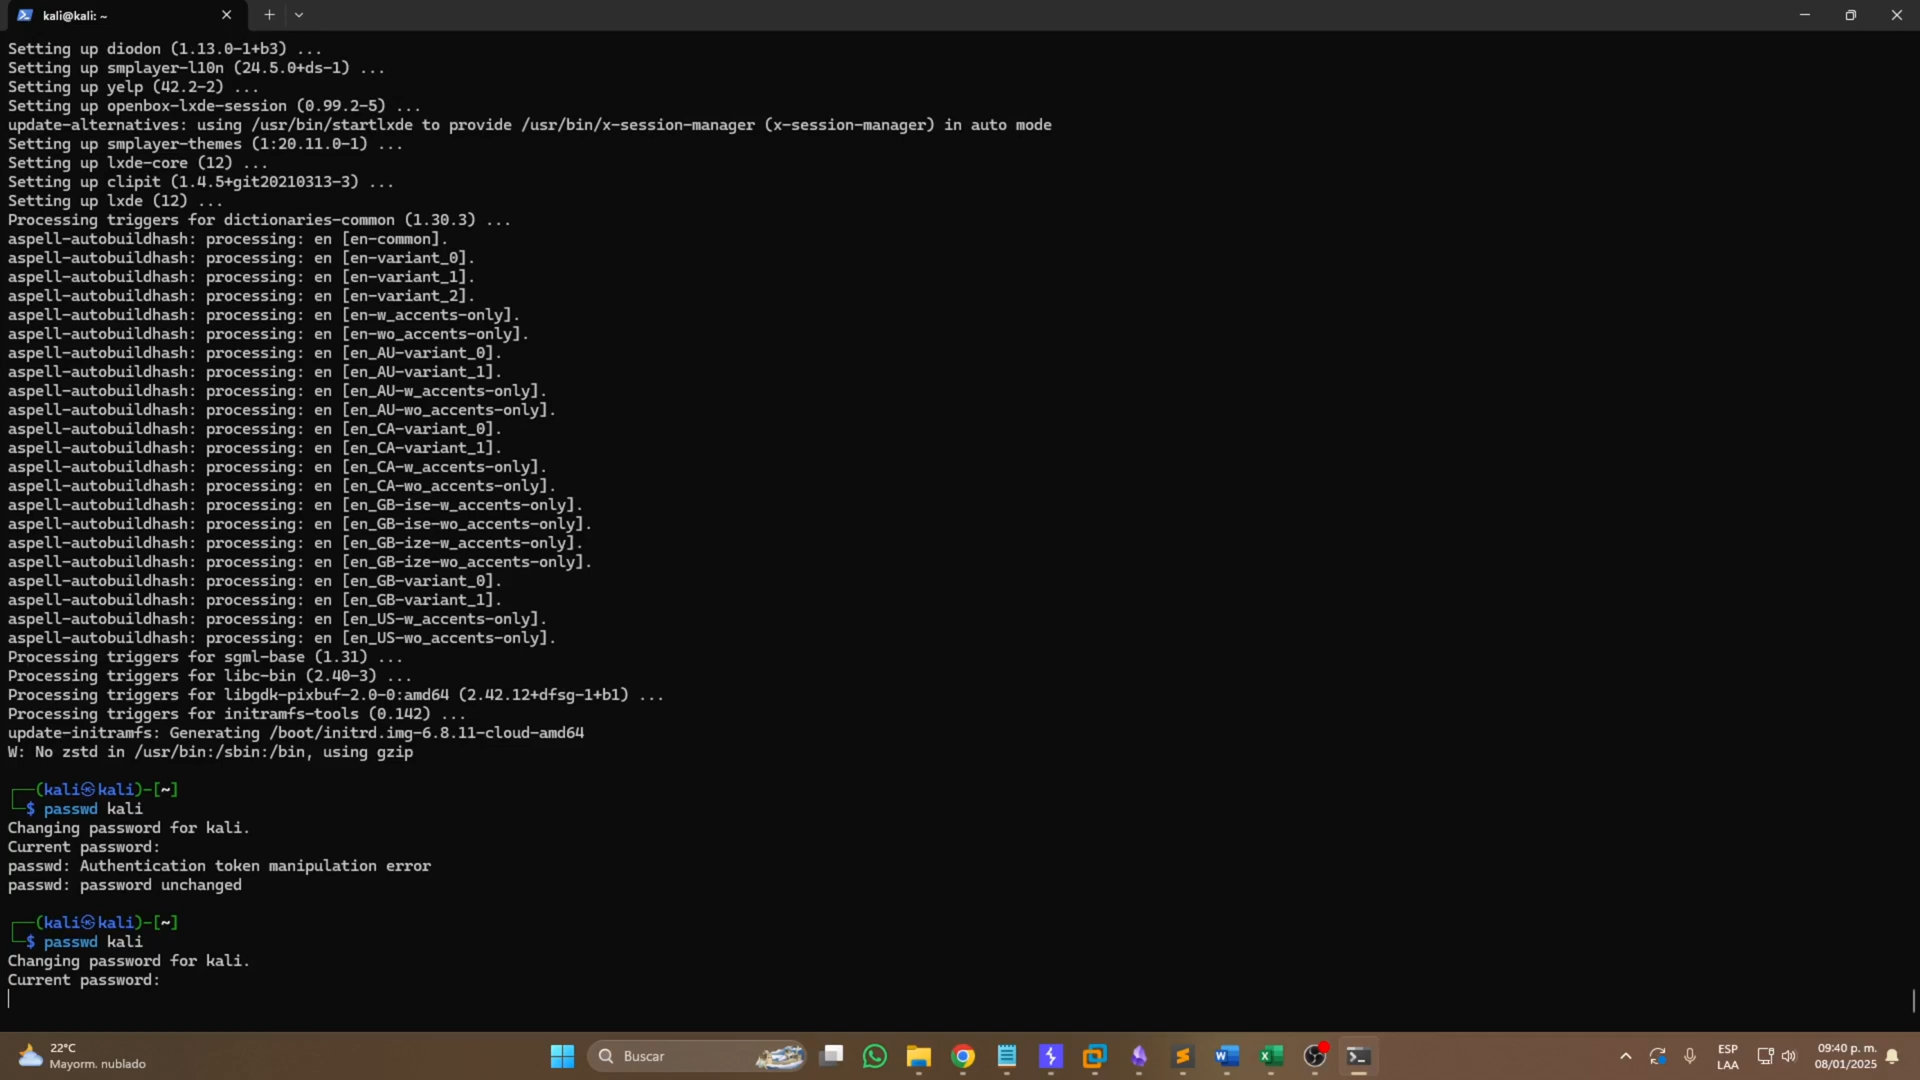 kali@kali: ~
Setting up diodon (1.13.0-1+b3) ...
Setting up smplayer-l10n (24.5.0+ds-1) ...
Setting up yelp (42.2-2) ...
Setting up openbox-lxde-session (0.99.2-5) ...
update-alternatives: using /usr/bin/startlxde to provide /usr/bin/x-session-manager (x-session-manager) in auto mode
Setting up smplayer-themes (1:20.11.0-1) ...
Setting up lxde-core (12) ...
Setting up clipit (1.4.5+git20210313-3) ...
Setting up lxde (12) ...
Processing triggers for dictionaries-common (1.30.3) ...
aspell-autobuildhash: processing: en [en-common].
aspell-autobuildhash: processing: en [en-variant_0].
aspell-autobuildhash: processing: en [en-variant_1].
aspell-autobuildhash: processing: en [en-variant_2].
aspell-autobuildhash: processing: en [en-w_accents-only].
aspell-autobuildhash: processing: en [en-wo_accents-only].
aspell-autobuildhash: processing: en [en_AU-variant_0].
aspell-autobuildhash: processing: en [en_AU-variant_1].
aspell-autobuildhash: processing: en [en_AU-w_accents-only].
aspell-autobuildhash: processing: en [en_AU-wo_accents-only].
aspell-autobuildhash: processing: en [en_CA-variant_0].
aspell-autobuildhash: processing: en [en_CA-variant_1].
aspell-autobuildhash: processing: en [en_CA-w_accents-only].
aspell-autobuildhash: processing: en [en_CA-wo_accents-only].
aspell-autobuildhash: processing: en [en_GB-ise-w_accents-only].
aspell-autobuildhash: processing: en [en_GB-ise-wo_accents-only].
aspell-autobuildhash: processing: en [en_GB-ize-w_accents-only].
aspell-autobuildhash: processing: en [en_GB-ize-wo_accents-only].
aspell-autobuildhash: processing: en [en_GB-variant_0].
aspell-autobuildhash: processing: en [en_GB-variant_1].
aspell-autobuildhash: processing: en [en_US-w_accents-only].
aspell-autobuildhash: processing: en [en_US-wo_accents-only].
Processing triggers for sgml-base (1.31) ...
Processing triggers for libc-bin (2.40-3) ...
Processing triggers for libgdk-pixbuf-2.0-0:amd64 (2.42.12+dfsg-1+b1) ...
Processing triggers for initramfs-tools (0.142) ...
update-initramfs: Generating /boot/initrd.img-6.8.11-cloud-amd64
W: No zstd in /usr/bin:/sbin:/bin, using gzip
┌──(kali㉿kali)-[~]
└─$ passwd kali
Changing password for kali.
Current password:
passwd: Authentication token manipulation error
passwd: password unchanged
┌──(kali㉿kali)-[~]
└─$ passwd kali
Changing password for kali.
Current password:
22°C
Mayorm. nublado
Buscar
ESP
LAA
09:40 p. m.
08/01/2025